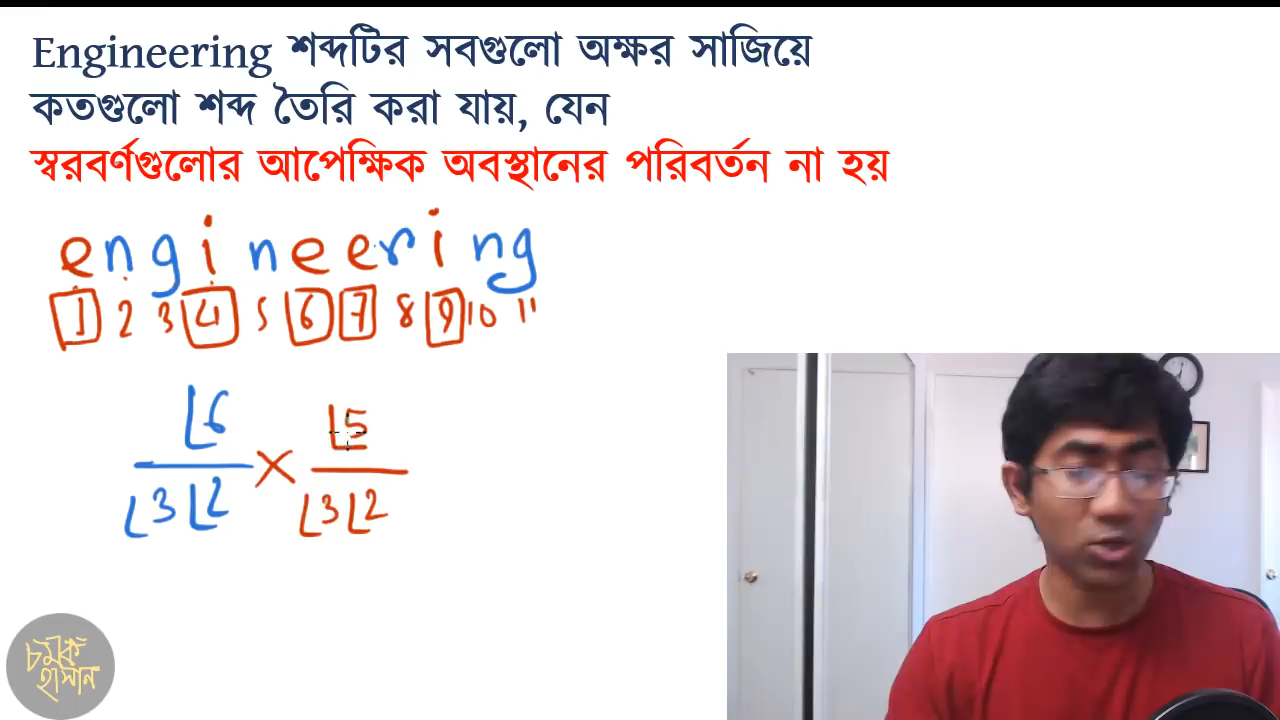 Engineering শব্দটির সবগুলো অক্ষর সাজিয়ে
কতগুলো শব্দ তৈরি করা যায়, যেন
স্বরবর্ণগুলোর আপেক্ষিক অবস্থানের পরিবর্তন না হয়
engineering
1 2 3 4 5 6 7 8 9 10 11
⌊6 × ⌊5
⌊3 ⌊2 ⌊3 ⌊2
চমক
হাসান